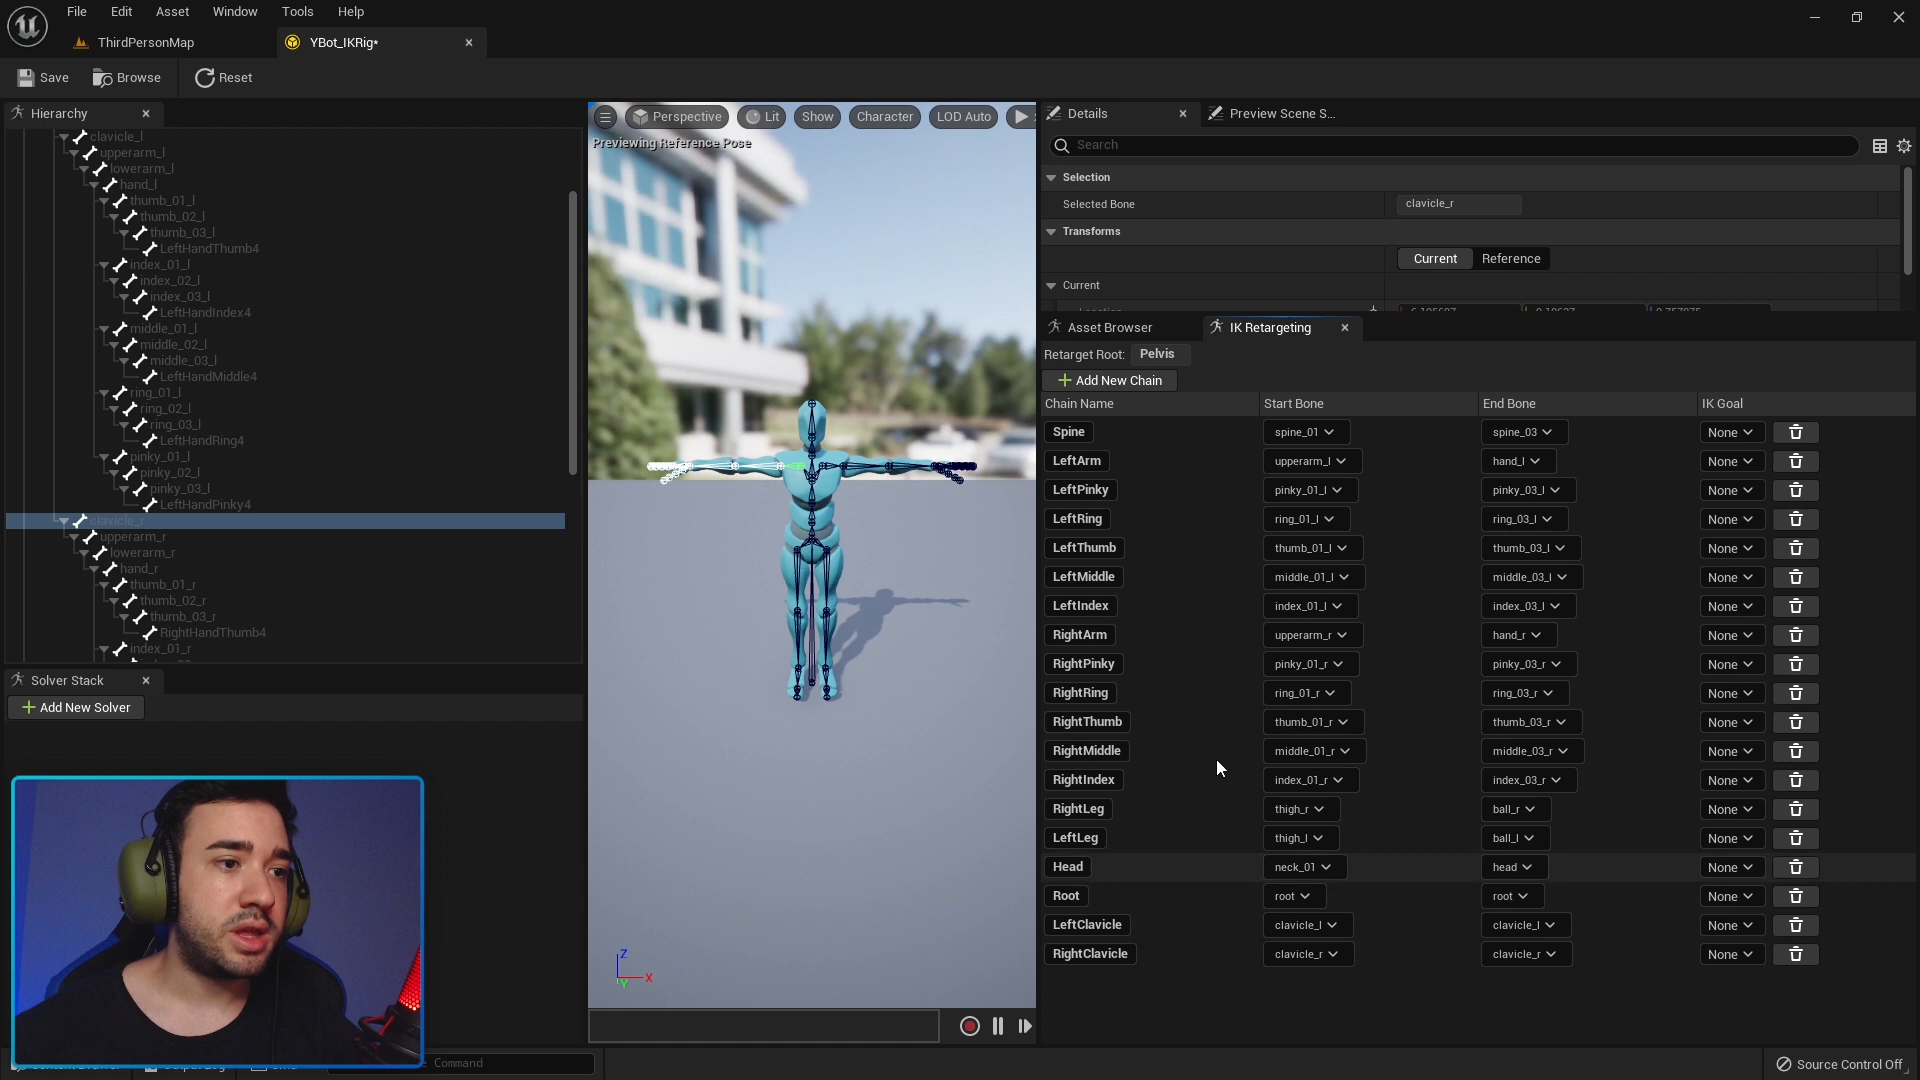 File Edit Asset Window Tools Help
ThirdPersonMap
YBot_IKRig*
Save Browse Reset
Hierarchy
clavicle_l
upperarm_l
lowerarm_l
hand_l
thumb_01_l
thumb_02_l
thumb_03_l
LeftHandThumb4
index_01_l
index_02_l
index_03_l
LeftHandIndex4
middle_01_l
middle_02_l
middle_03_l
LeftHandMiddle4
ring_01_l
ring_02_l
ring_03_l
LeftHandRing4
pinky_01_l
pinky_02_l
pinky_03_l
LeftHandPinky4
clavicle_r
upperarm_r
lowerarm_r
hand_r
thumb_01_r
thumb_02_r
thumb_03_r
RightHandThumb4
index_01_r
Solver Stack
Add New Solver
Perspective Lit Show Character LOD Auto
Previewing Reference Pose
Z
X
Y
Details
Preview Scene S...
Search
Selection
Selected Bone clavicle_r
Transforms
Current Reference
Current
Asset Browser
IK Retargeting
Retarget Root: Pelvis
Add New Chain
Chain Name Start Bone End Bone IK Goal
Spine spine_01 spine_03 None
LeftArm upperarm_l hand_l None
LeftPinky pinky_01_l pinky_03_l None
LeftRing ring_01_l ring_03_l None
LeftThumb thumb_01_l thumb_03_l None
LeftMiddle middle_01_l middle_03_l None
LeftIndex index_01_l index_03_l None
RightArm upperarm_r hand_r None
RightPinky pinky_01_r pinky_03_r None
RightRing ring_01_r ring_03_r None
RightThumb thumb_01_r thumb_03_r None
RightMiddle middle_01_r middle_03_r None
RightIndex index_01_r index_03_r None
RightLeg thigh_r ball_r None
LeftLeg thigh_l ball_l None
Head neck_01 head None
Root root root None
LeftClavicle clavicle_l clavicle_l None
RightClavicle clavicle_r clavicle_r None
Command
Source Control Off